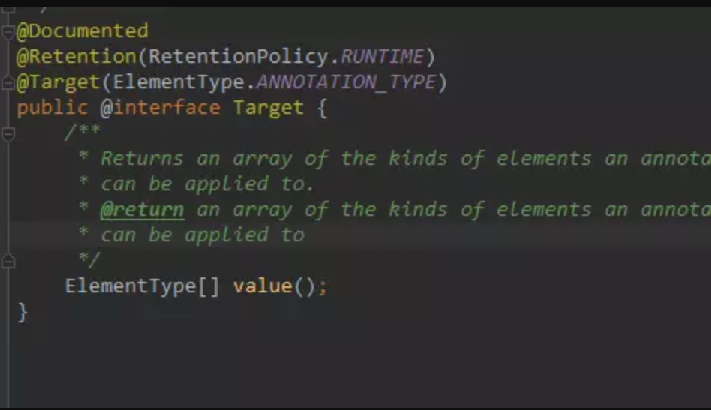 @Documented
@Retention(RetentionPolicy.RUNTIME)
@Target(ElementType.ANNOTATION_TYPE)
public @interface Target {
/**
* Returns an array of the kinds of elements an annota
* can be applied to.
* @return an array of the kinds of elements an annota
* can be applied to
*/
ElementType[] value();
}